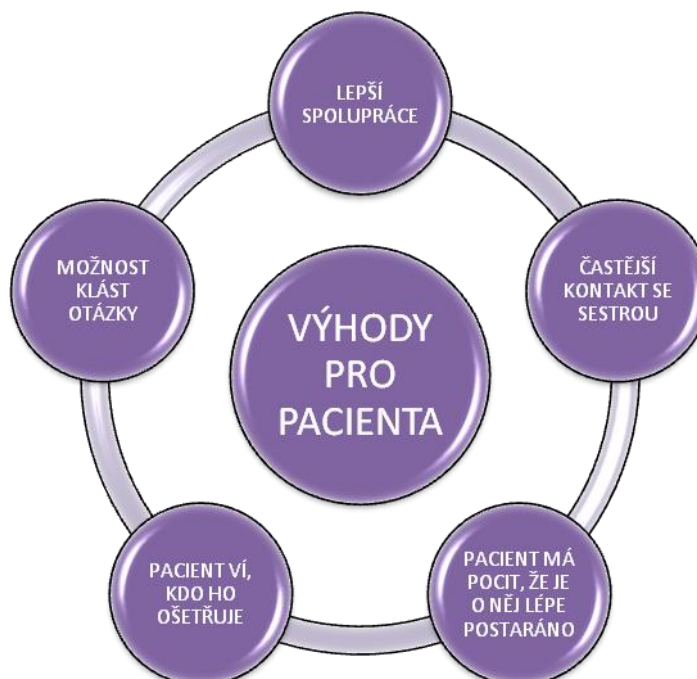 LEPŠÍ
SPOLUPRÁCE
ČASTĚJŠÍ
KONTAKT SE
SESTROU
PACIENT MÁ
POCIT, ŽE JE
O NĚJ LÉPE
POSTARÁNO
PACIENT VÍ,
KDO HO
OŠETŘUJE
MOŽNOST
KLÁST
OTÁZKY
VÝHODY
PRO
PACIENTA